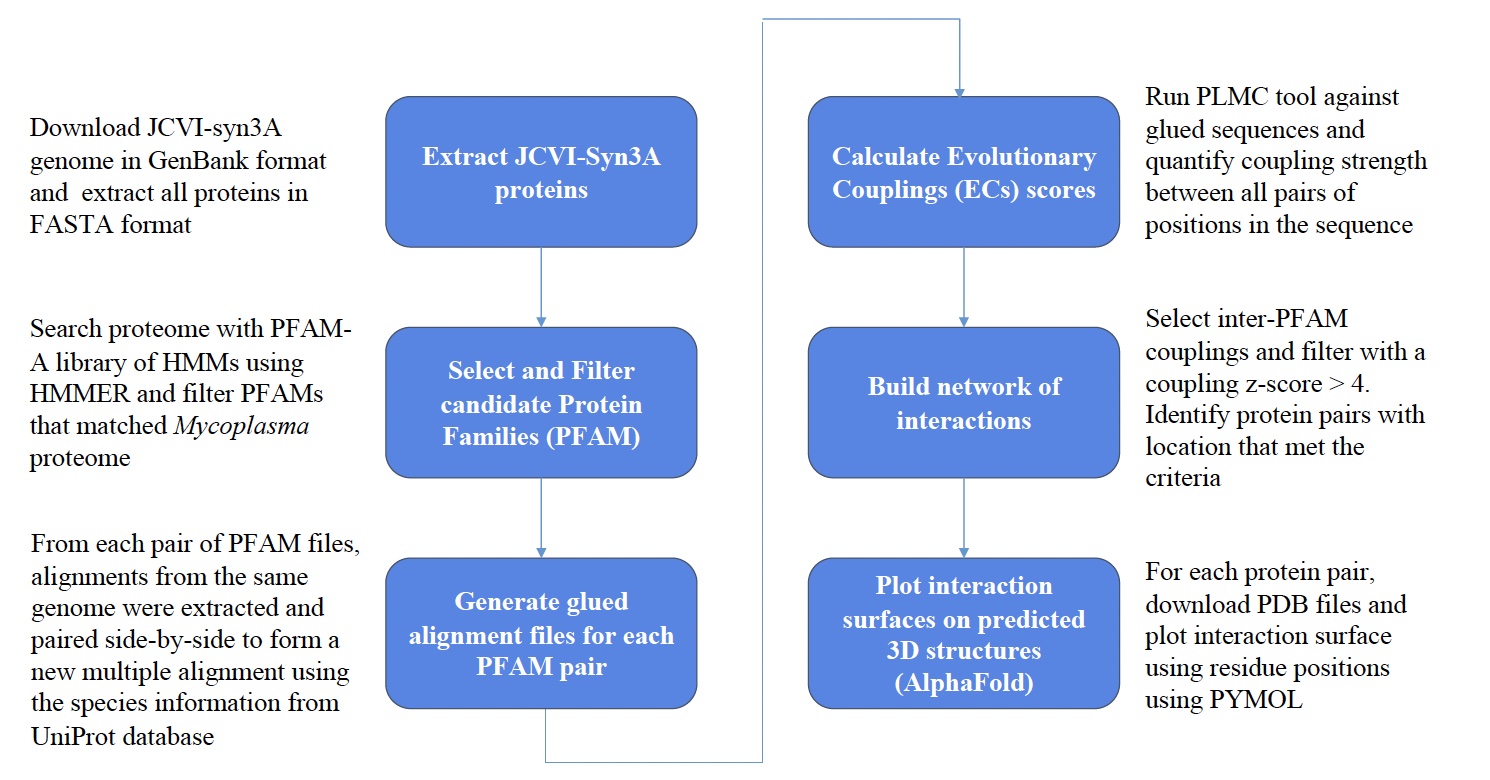 Download JCVI-syn3A
genome in GenBank format
and  extract all proteins in
FASTA format
Extract JCVI-Syn3A
proteins
Search proteome with PFAM-
A library of HMMs using
HMMER and filter PFAMs
that matched Mycoplasma
proteome
Select and Filter
candidate Protein
Families (PFAM)
From each pair of PFAM files,
alignments from the same
genome were extracted and
paired side-by-side to form a
new multiple alignment using
the species information from
UniProt database
Generate glued
alignment files for each
PFAM pair
Calculate Evolutionary
Couplings (ECs) scores
Run PLMC tool against
glued sequences and
quantify coupling strength
between all pairs of
positions in the sequence
Build network of
interactions
Select inter-PFAM
couplings and filter with a
coupling z-score > 4.
Identify protein pairs with
location that met the
criteria
Plot interaction
surfaces on predicted
3D structures
(AlphaFold)
For each protein pair,
download PDB files and
plot interaction surface
using residue positions
using PYMOL